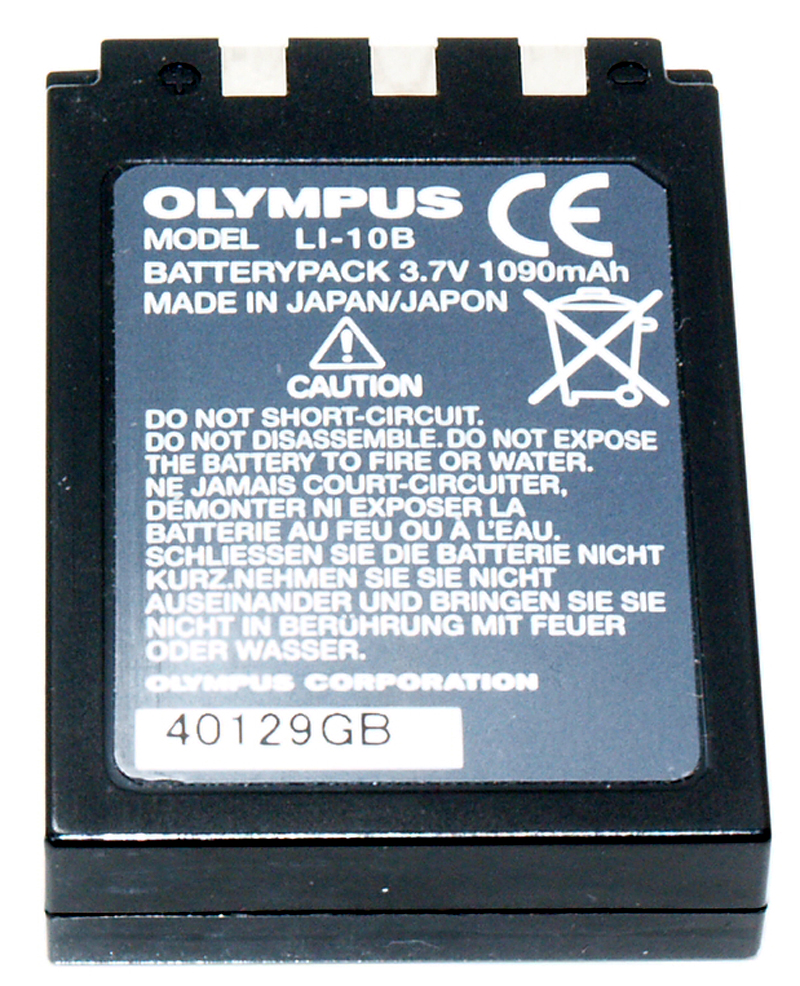 OLYMPUS CE
MODEL LI-10B
BATTERYPACK 3.7V 1090mAh
MADE IN JAPAN/JAPON
CAUTION
DO NOT SHORT-CIRCUIT.
DO NOT DISASSEMBLE. DO NOT EXPOSE
THE BATTERY TO FIRE OR WATER.
NE JAMAIS COURT-CIRCUITER,
DÉMONTER NI EXPOSER LA
BATTERIE AU FEU OU À L'EAU.
SCHLIESSEN SIE DIE BATTERIE NICHT
KURZ.NEHMEN SIE SIE NICHT
AUSEINANDER UND BRINGEN SIE SIE
NICHT IN BERÜHRUNG MIT FEUER
ODER WASSER.
OLYMPUS CORPORATION
40129GB